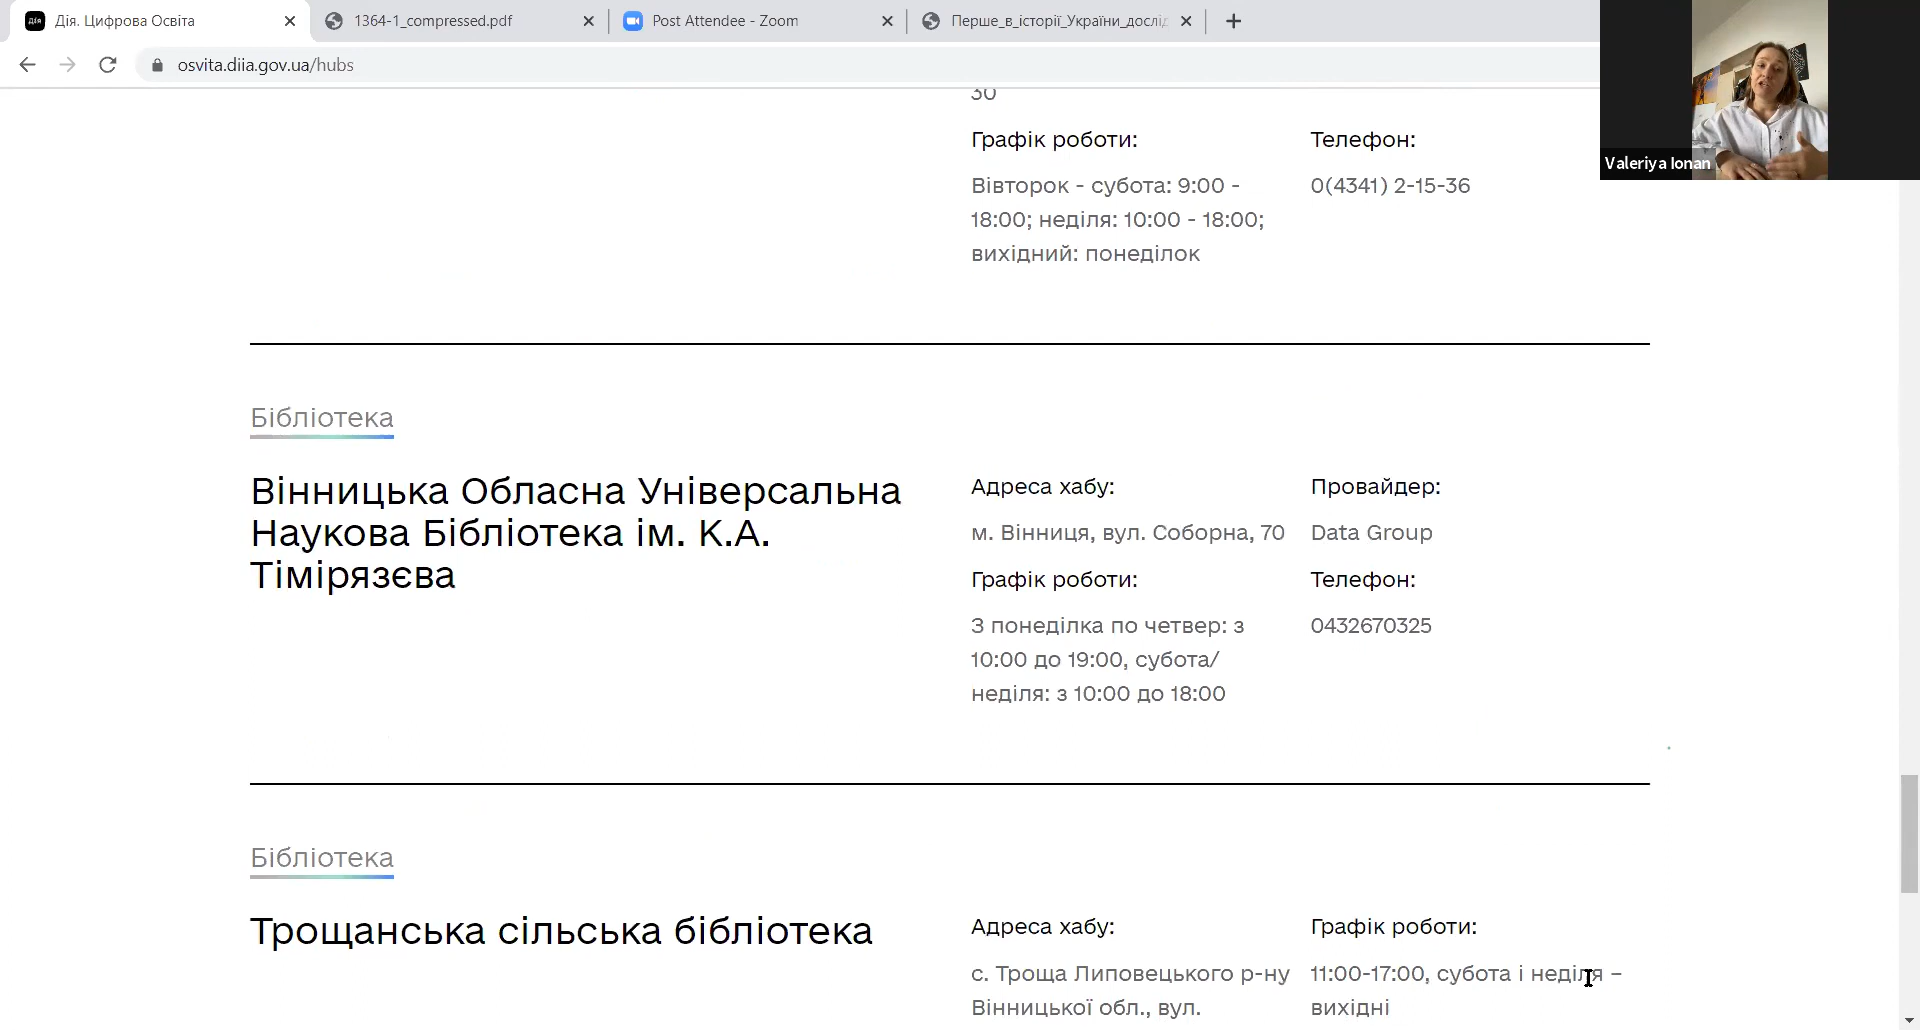 Дія. Цифрова Освіта
1364-1_compressed.pdf
Post Attendee - Zoom
Перше_в_історії_України_дослід
osvita.diia.gov.ua/hubs
Valeriya Ionan
30
Графік роботи:
Телефон:
Вівторок - субота: 9:00 -
18:00; неділя: 10:00 - 18:00;
вихідний: понеділок
0(4341) 2-15-36
Бібліотека
Вінницька Обласна Універсальна
Наукова Бібліотека ім. К.А.
Тімірязєва
Адреса хабу:
Провайдер:
м. Вінниця, вул. Соборна, 70
Data Group
Графік роботи:
Телефон:
З понеділка по четвер: з
10:00 до 19:00, субота/
неділя: з 10:00 до 18:00
0432670325
Бібліотека
Трощанська сільська бібліотека
Адреса хабу:
Графік роботи:
с. Троща Липовецького р-ну
Вінницької обл., вул.
11:00-17:00, субота і неділя –
вихідні